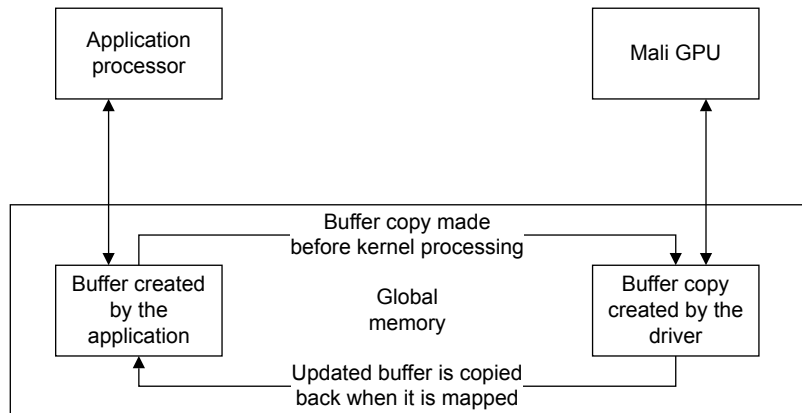 Application
processor
Mali GPU
Buffer copy made
before kernel processing
Buffer created
by the
application
Global
memory
Buffer copy
created by the
driver
Updated buffer is copied
back when it is mapped